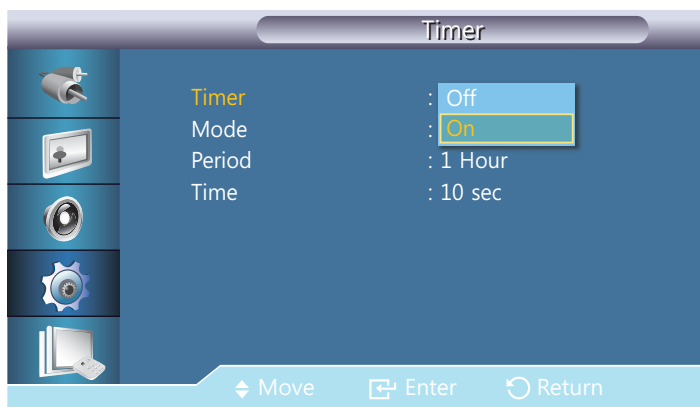 Timer
Timer : Off
Mode : On
Period : 1 Hour
Time : 10 sec
Move Enter Return